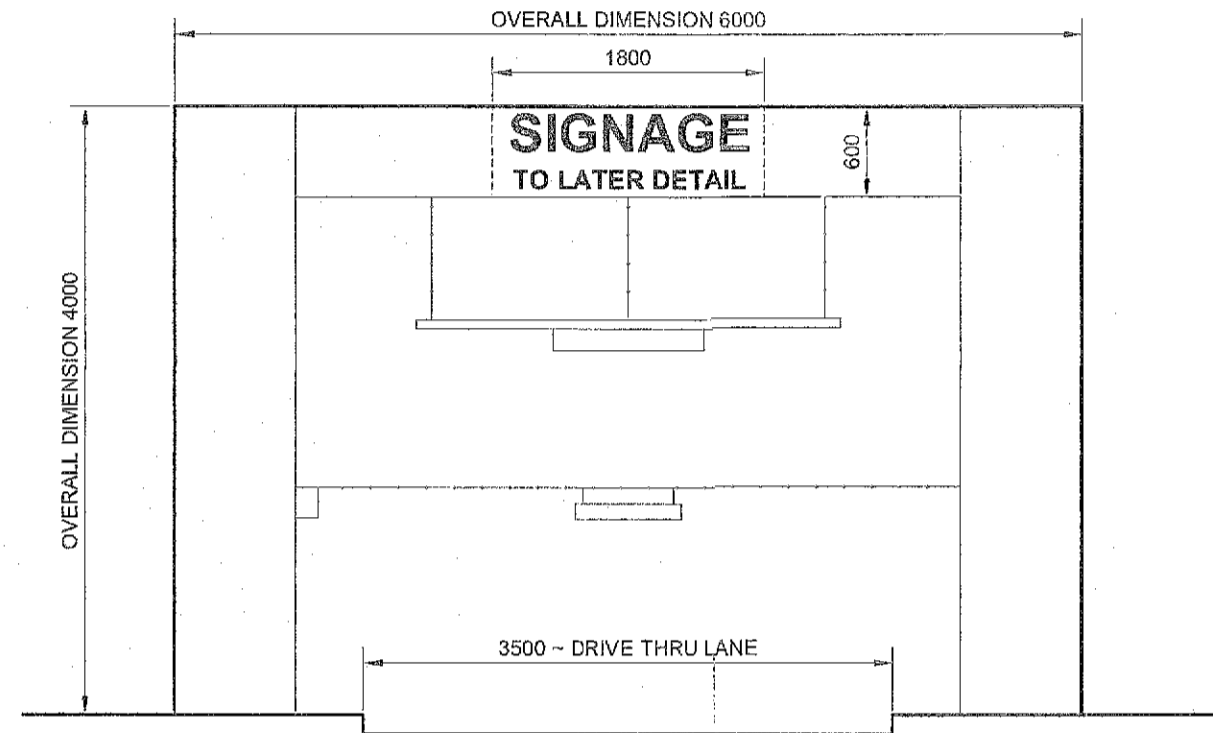 OVERALL DIMENSION 6000
1800
SIGNAGE
TO LATER DETAIL
600
OVERALL DIMENSION 4000
3500 ~ DRIVE THRU LANE